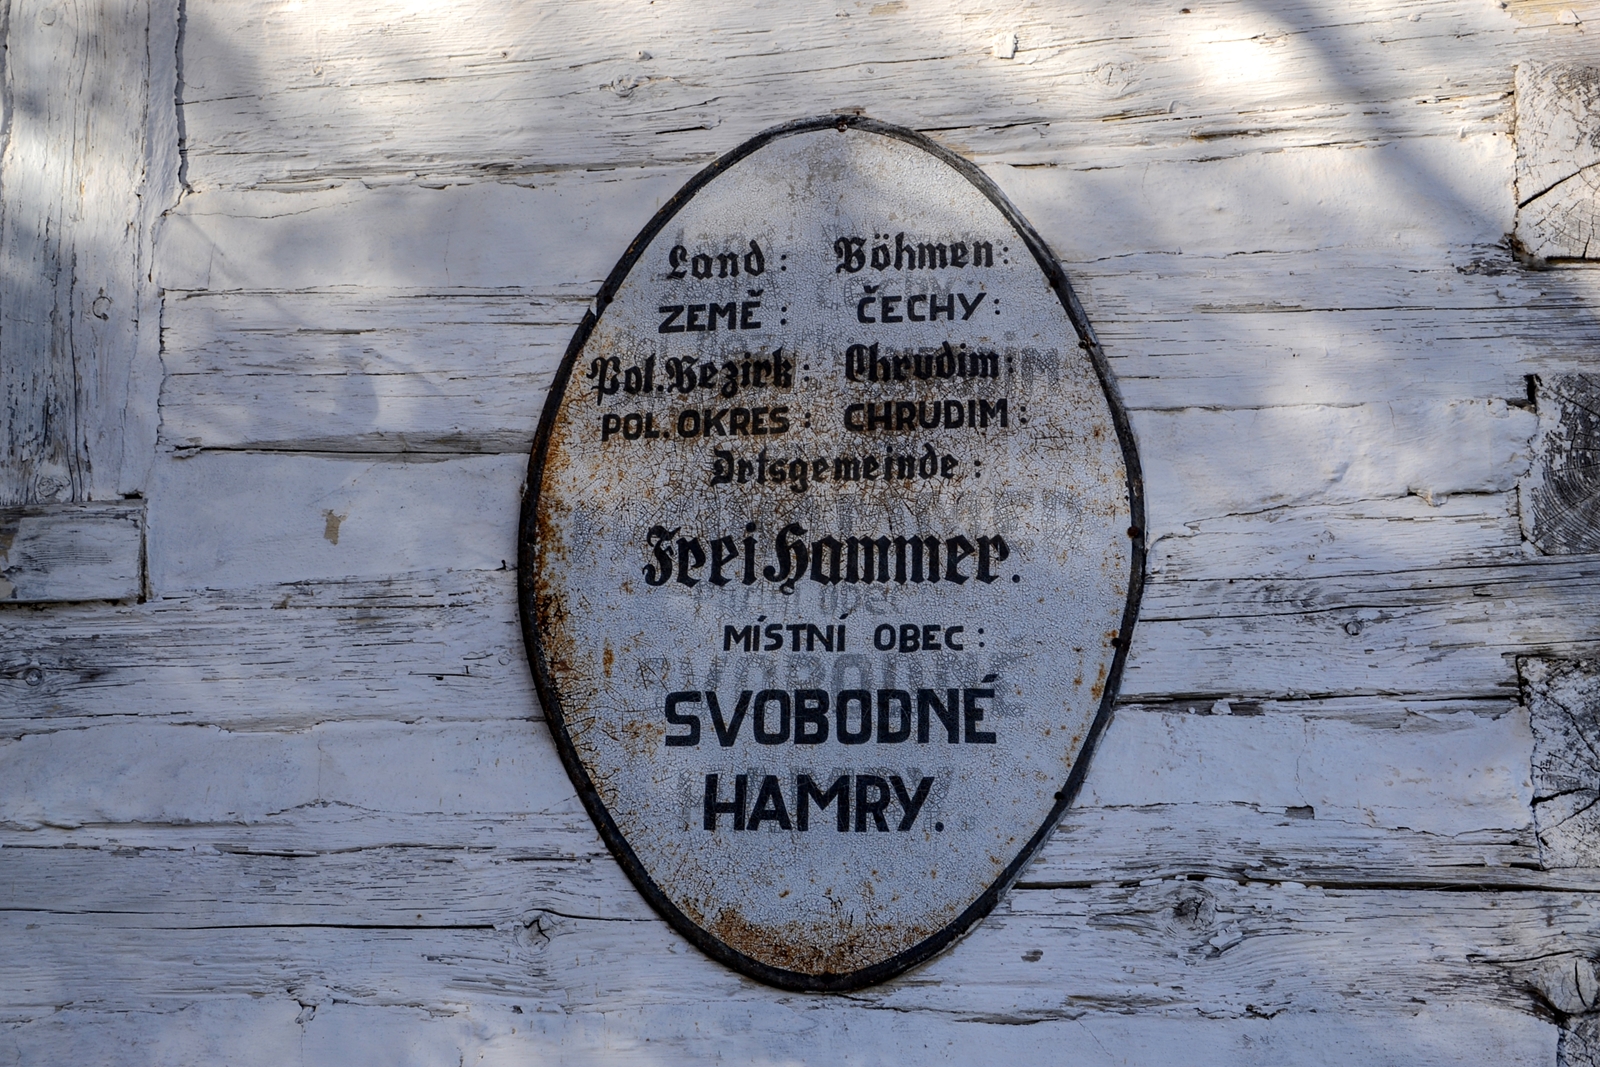 Land: Böhmen:
ZEMĚ: ČECHY:
Pol. Bezirk: Chrudim:
POL. OKRES: CHRUDIM:
Ortsgemeinde:
Frei Hammer.
MÍSTNÍ OBEC:
SVOBODNÉ
HAMRY.